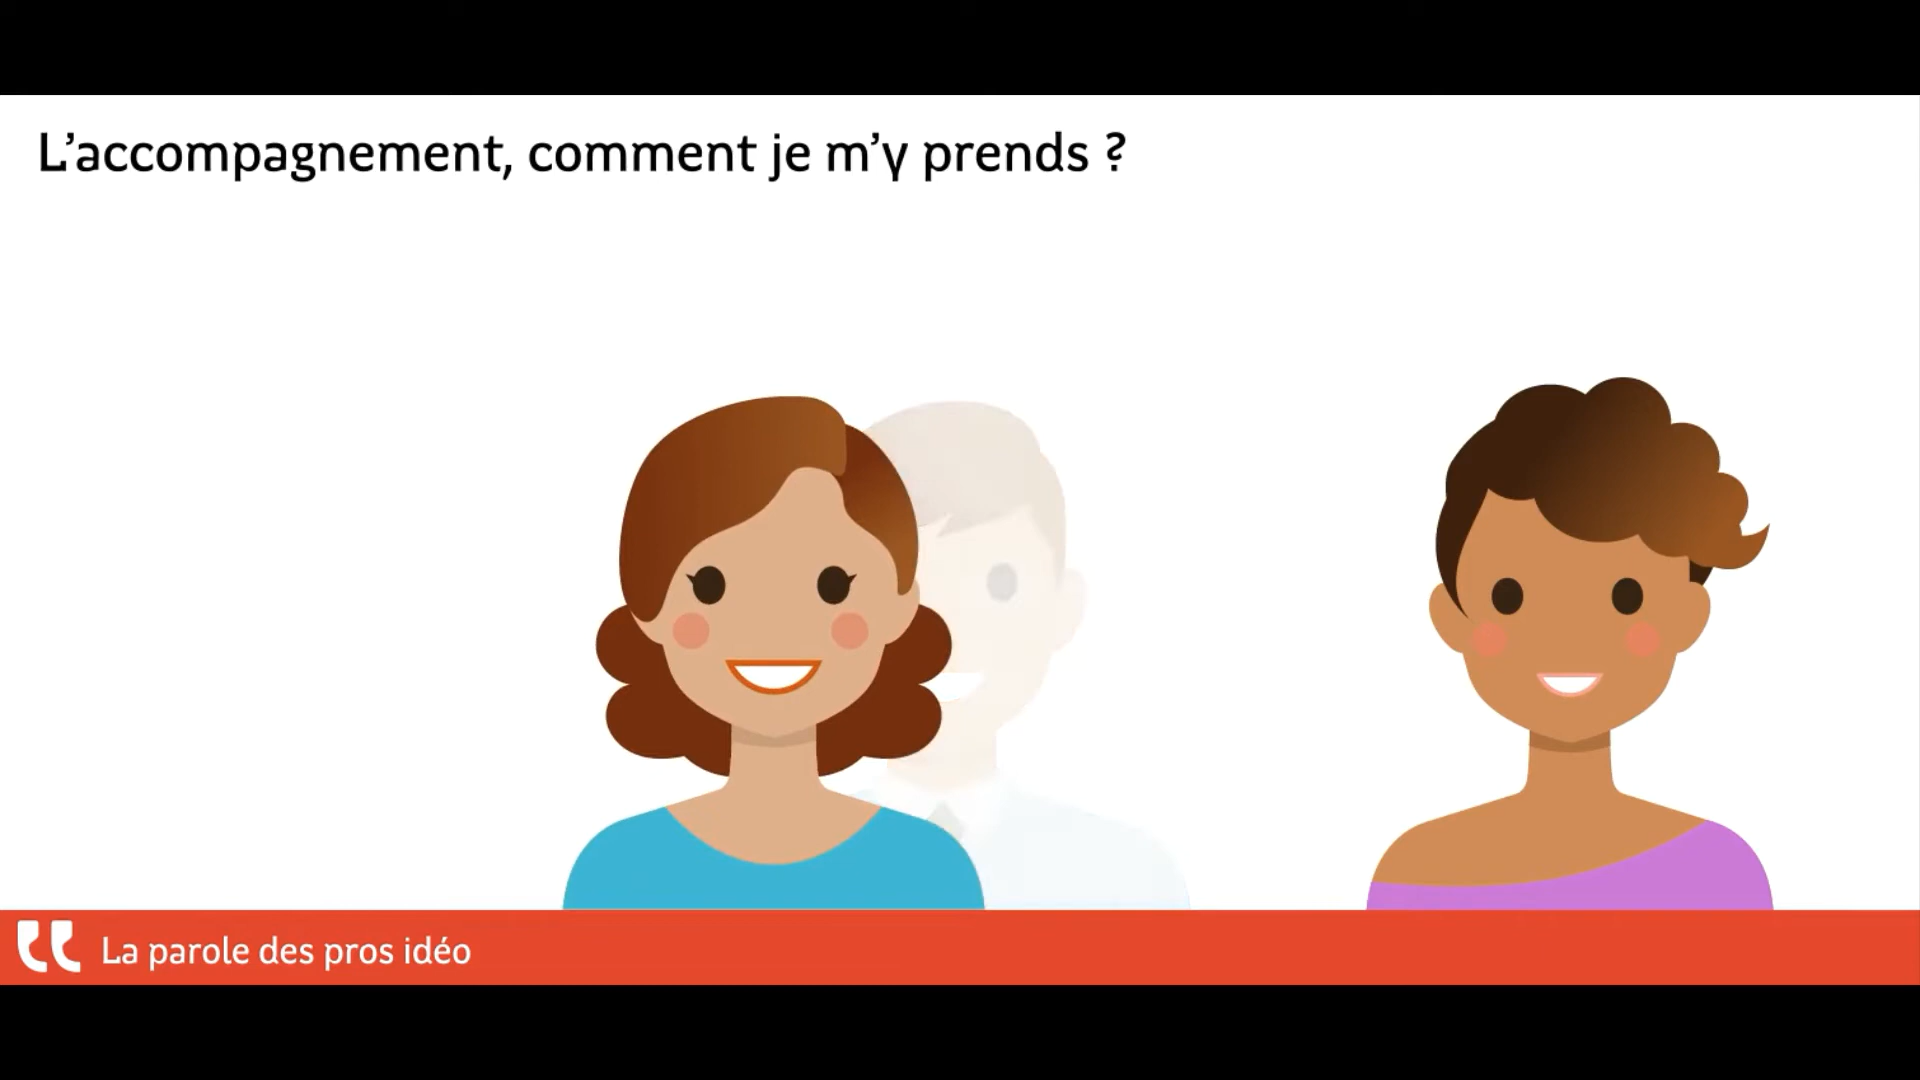 L’accompagnement, comment je m’y prends ?
La parole des pros idéo